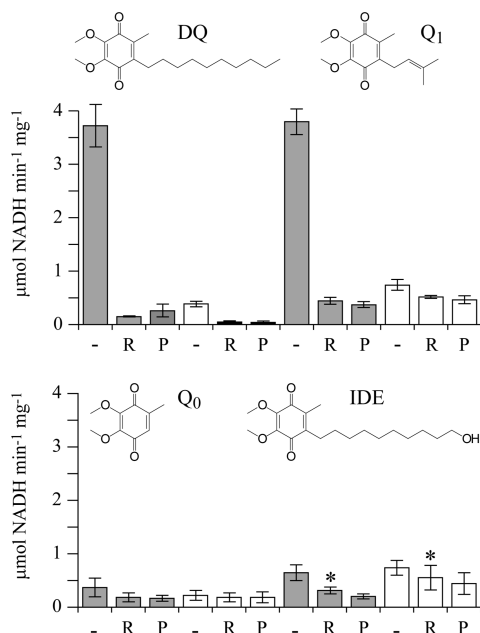 DQ Q₁
O O
O O
O O
O O
µmol NADH min⁻¹ mg⁻¹
4
3
2
1
0
- R P - R P - R P - R P
Q₀ IDE
O O
O O
O O
OH
O O
µmol NADH min⁻¹ mg⁻¹
4
3
2
1
0
* *
- R P - R P - R P - R P